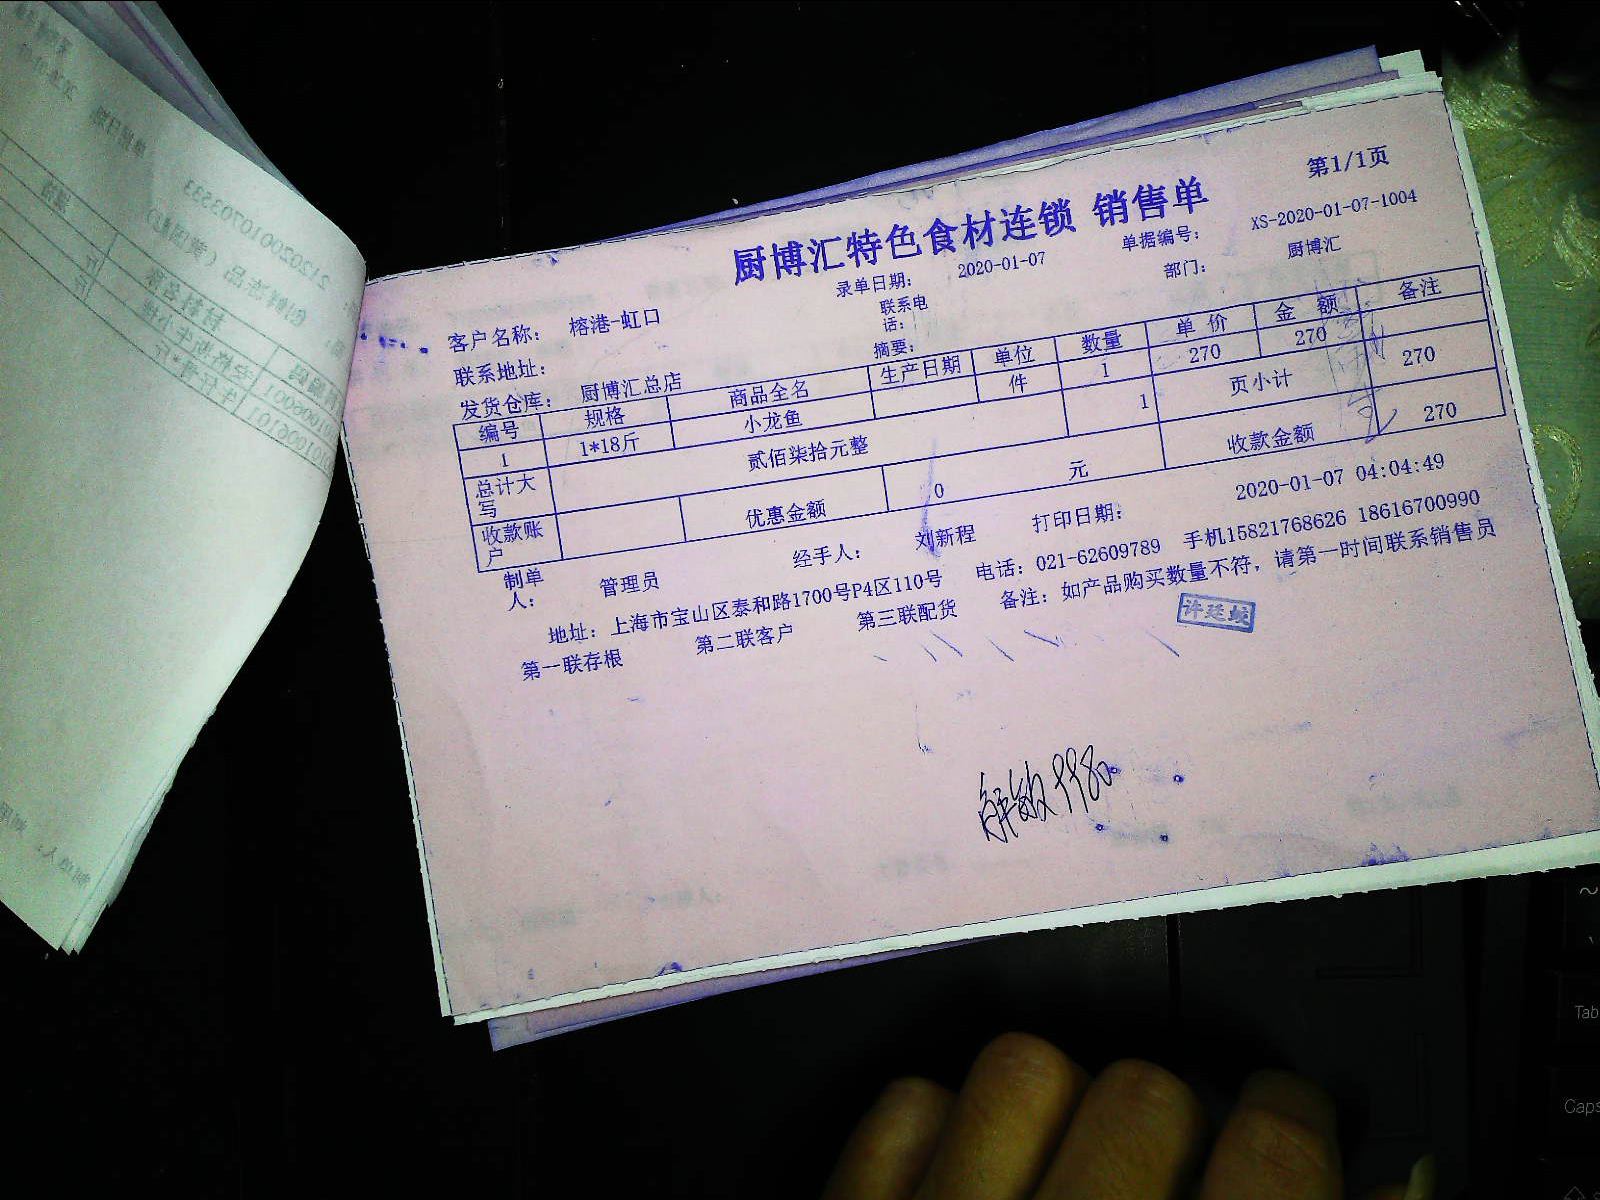 第1/1页
厨博汇特色食材连锁 销售单
录单日期： 2020-01-07 单据编号： XS-2020-01-07-1004
客户名称： 榕港-虹口 联系电话： 部门： 厨博汇
联系地址： 摘要：
发货仓库： 厨博汇总店
编号 规格 商品全名 生产日期 单位 数量 单价 金额 备注
1 1*18斤 小龙鱼 件 1 270 270
总计大写 贰佰柒拾元整 1 页小计 270
收款账户 优惠金额 0 元 收款金额 270
制单人： 管理员 经手人： 刘新程 打印日期： 2020-01-07 04:04:49
地址：上海市宝山区泰和路1700号P4区110号 电话：021-62609789 手机15821768626 18616700990
第一联存根 第二联客户 第三联配货 备注：如产品购买数量不符，请第一时间联系销售员
许廷蛟
Tab
Caps